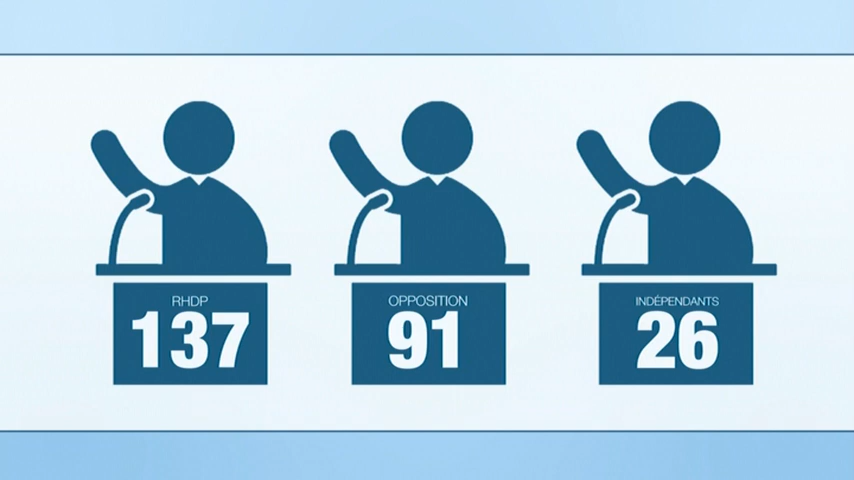 RHDP
137
OPPOSITION
91
INDÉPENDANTS
26